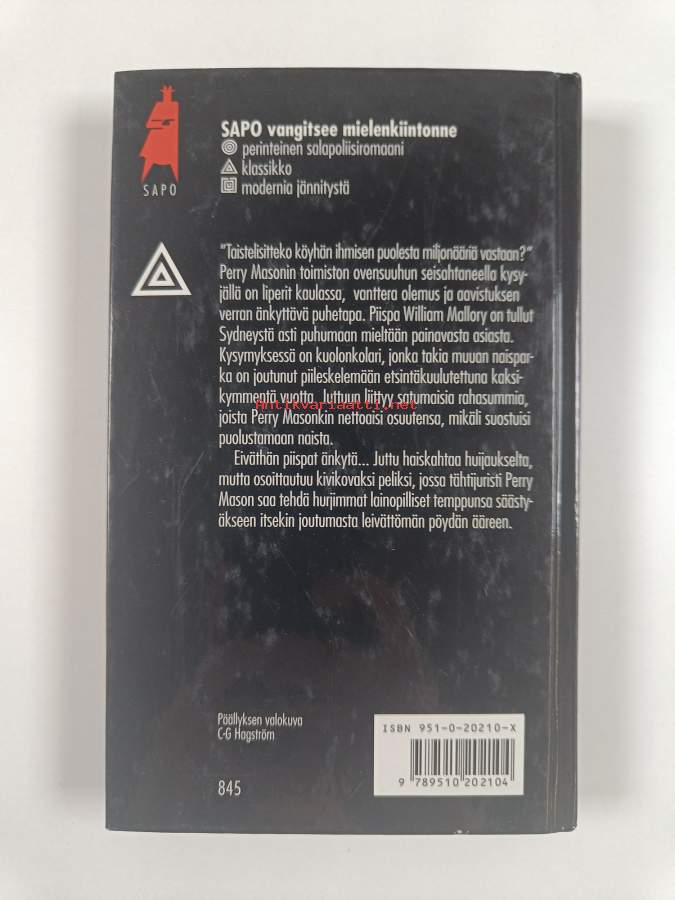 SAPO
SAPO vangitsee mielenkiintonne
perinteinen salapoliisiromaani
klassikko
modernia jännitystä
"Taistelisitteko köyhän ihmisen puolesta miljonääriä vastaan?"
Perry Masonin toimiston ovensuuhun seisahtaneella kysy-
jällä on liperit kaulassa, vanttera olemus ja aavistuksen
verran änkyttävä puhetapa. Piispa William Mallory on tullut
Sydneystä asti puhumaan mieltään painavasta asiasta.
Kysymyksessä on kuolonkolari, jonka takia muuan naispar-
ka on joutunut piileskelemään etsintäkuulutettuna kaksi-
kymmentä vuotta. Juttuun liittyy satumaisia rahasummia,
Antikvariaatti.net
joista Perry Masonkin nettoaisi osuutensa, mikäli suostuisi
puolustamaan naista.
Eiväthän piispat änkytä... Juttu haiskahtaa huijaukselta,
mutta osoittautuu kivikovaksi peliksi, jossa tähtijuristi Perry
Mason saa tehdä hurjimmat lainopilliset temppunsa säästy-
äkseen itsekin joutumasta leivättömän pöydän ääreen.
Päällyksen valokuva
C-G Hagström
845
ISBN 951-0-20210-X
9 789510 202104